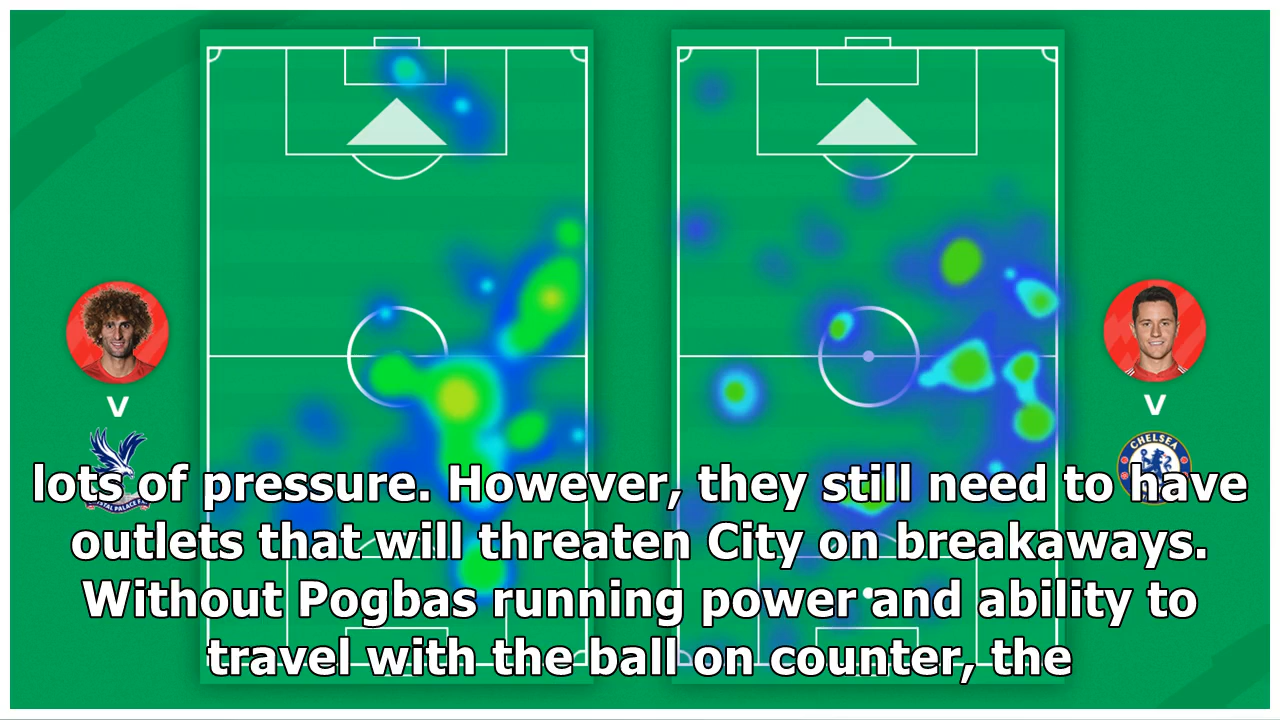 V
V
CHELSEA
lots of pressure. However, they still need to have
outlets that will threaten City on breakaways.
Without Pogbas running power and ability to
travel with the ball on counter, the